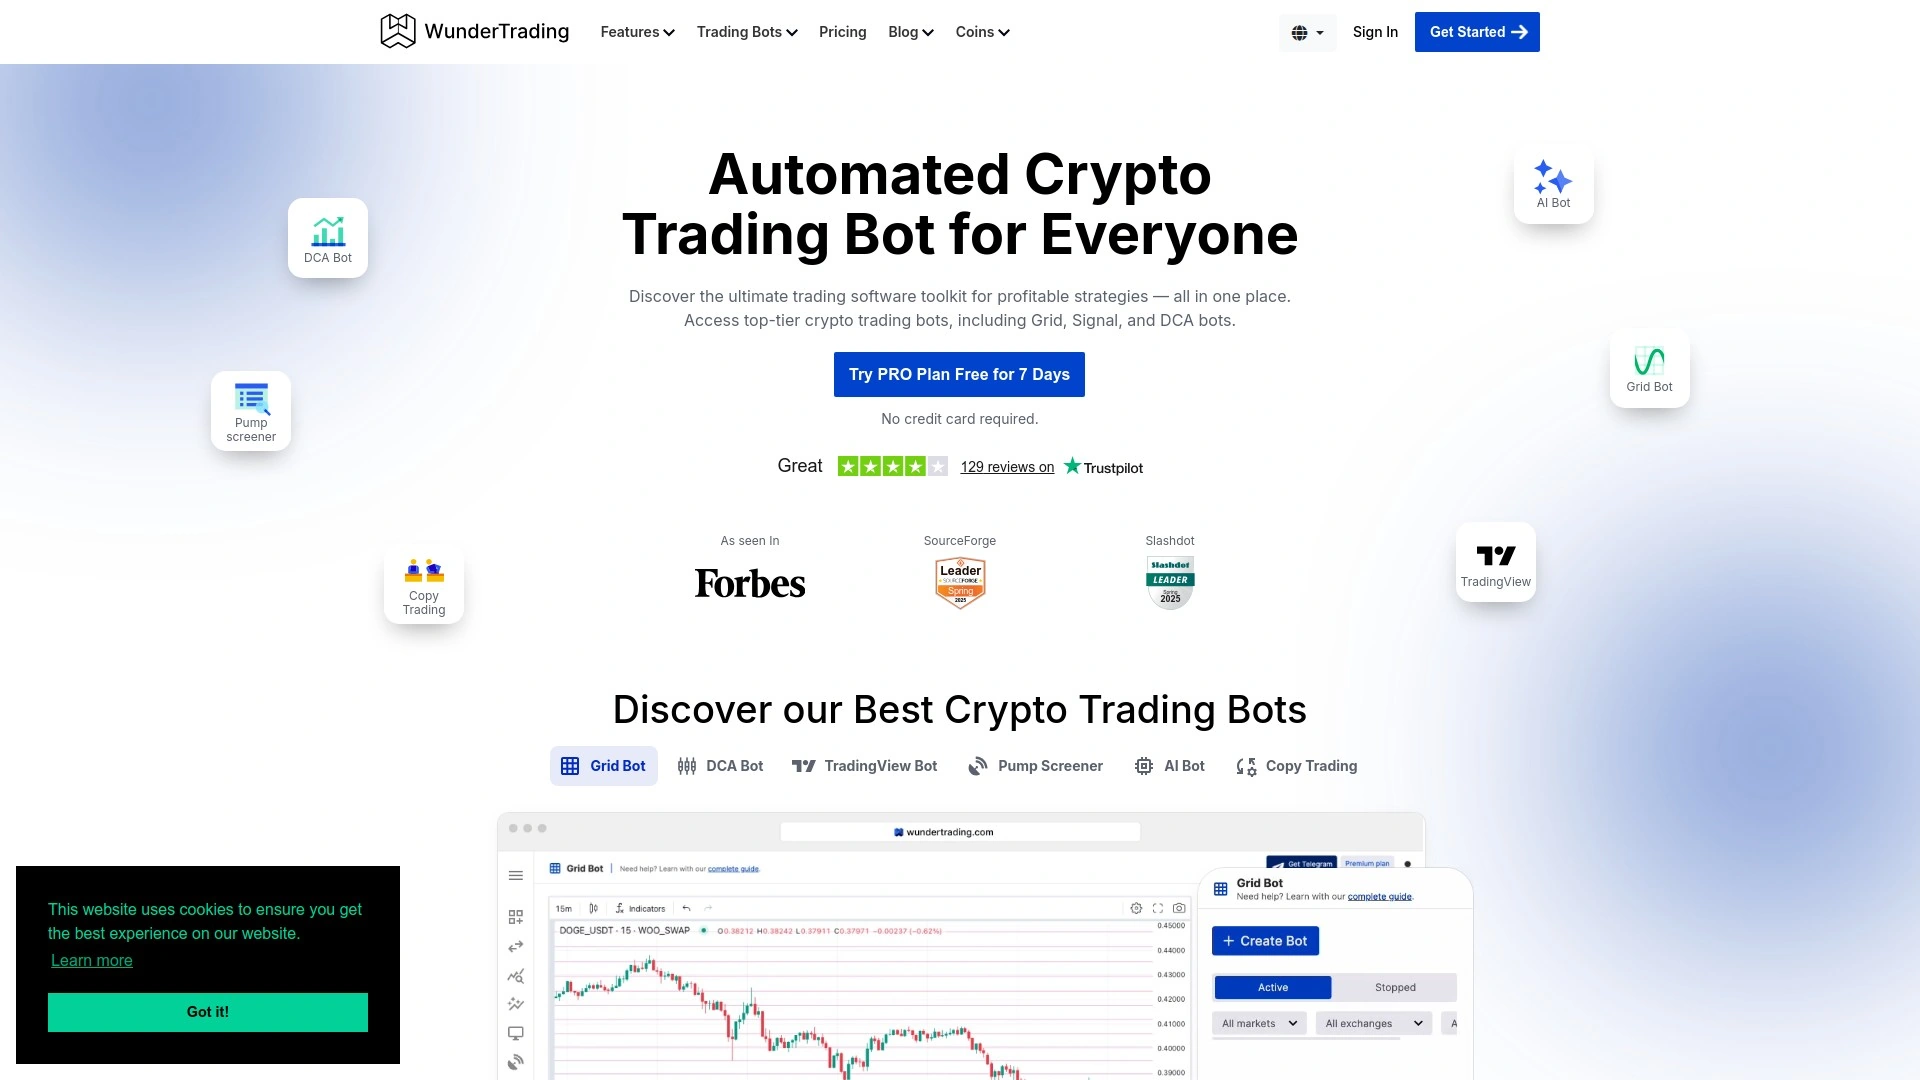 WunderTrading
Features
Trading Bots
Pricing
Blog
Coins
Sign In
Get Started
Automated Crypto
Trading Bot for Everyone
Discover the ultimate trading software toolkit for profitable strategies — all in one place.
Access top-tier crypto trading bots, including Grid, Signal, and DCA bots.
Try PRO Plan Free for 7 Days
No credit card required.
Great
129 reviews on
Trustpilot
DCA Bot
Pump
screener
Copy
Trading
AI Bot
Grid Bot
TradingView
As seen In
Forbes
SourceForge
Leader
SOURCEFORGE
Spring
2025
Slashdot
Slashdot
LEADER
Spring
2025
Discover our Best Crypto Trading Bots
Grid Bot
DCA Bot
TradingView Bot
Pump Screener
AI Bot
Copy Trading
wundertrading.com
Grid Bot
Need help? Learn with our complete guide.
Get Telegram
Premium plan
15m
Indicators
DOGE_USDT · 15 · WOO_SWAP
O0.38212 H0.38242 L0.37911 C0.37971 −0.00237 (−0.62%)
0.45000
0.44000
0.43000
0.42000
0.41000
0.40000
0.39000
Grid Bot
Need help? Learn with our complete guide.
+ Create Bot
Active
Stopped
All markets
All exchanges
A
This website uses cookies to ensure you get
the best experience on our website.
Learn more
Got it!